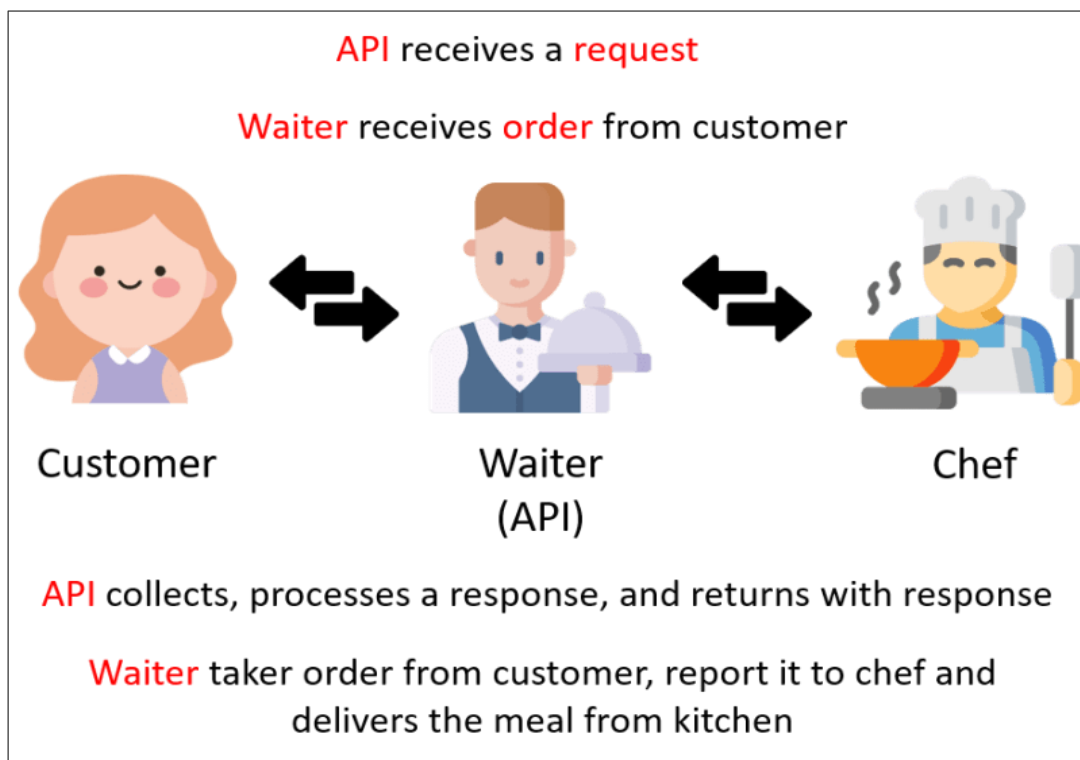 API receives a request
Waiter receives order from customer
Customer
Waiter
(API)
Chef
API collects, processes a response, and returns with response
Waiter taker order from customer, report it to chef and
delivers the meal from kitchen